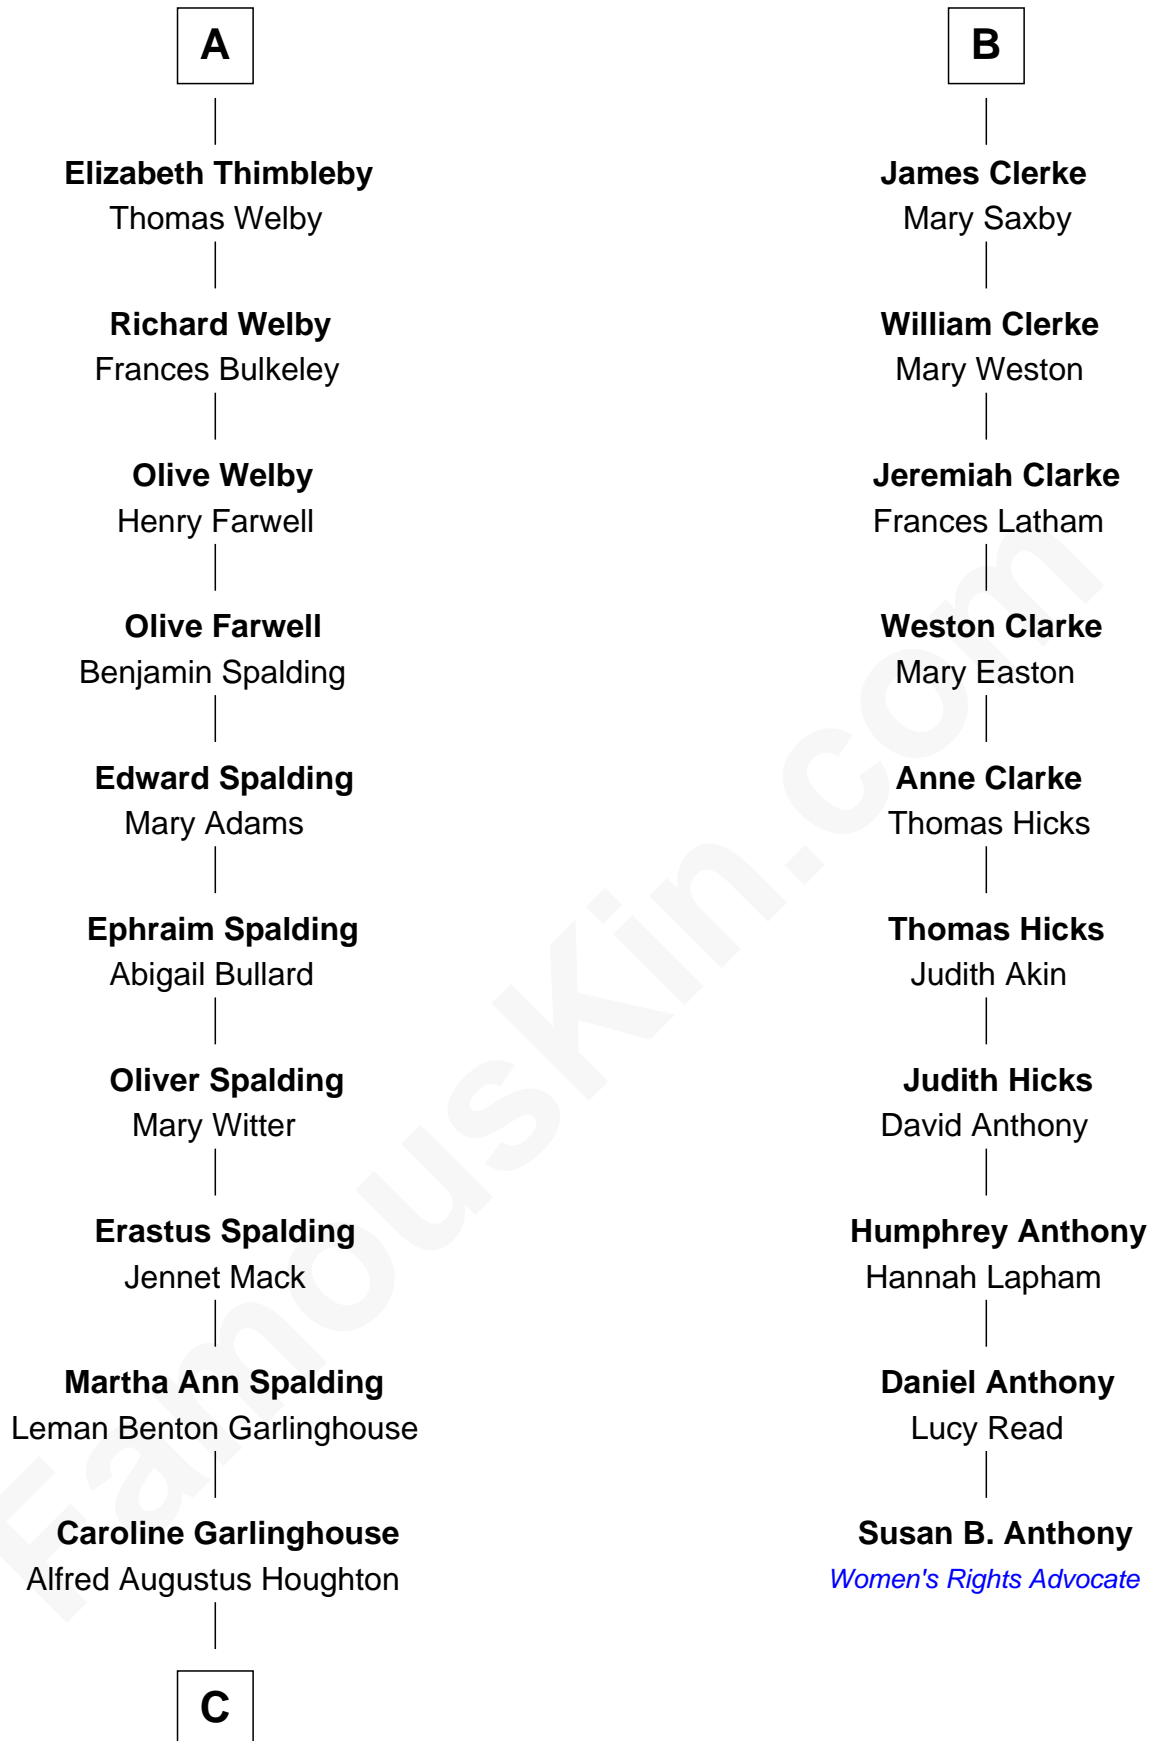 A
Elizabeth Thimbleby
Thomas Welby
Richard Welby
Frances Bulkeley
Olive Welby
Henry Farwell
Olive Farwell
Benjamin Spalding
Edward Spalding
Mary Adams
Ephraim Spalding
Abigail Bullard
Oliver Spalding
Mary Witter
Erastus Spalding
Jennet Mack
Martha Ann Spalding
Leman Benton Garlinghouse
Caroline Garlinghouse
Alfred Augustus Houghton
C
B
James Clerke
Mary Saxby
William Clerke
Mary Weston
Jeremiah Clarke
Frances Latham
Weston Clarke
Mary Easton
Anne Clarke
Thomas Hicks
Thomas Hicks
Judith Akin
Judith Hicks
David Anthony
Humphrey Anthony
Hannah Lapham
Daniel Anthony
Lucy Read
Susan B. Anthony
Women's Rights Advocate
FamousKin.com